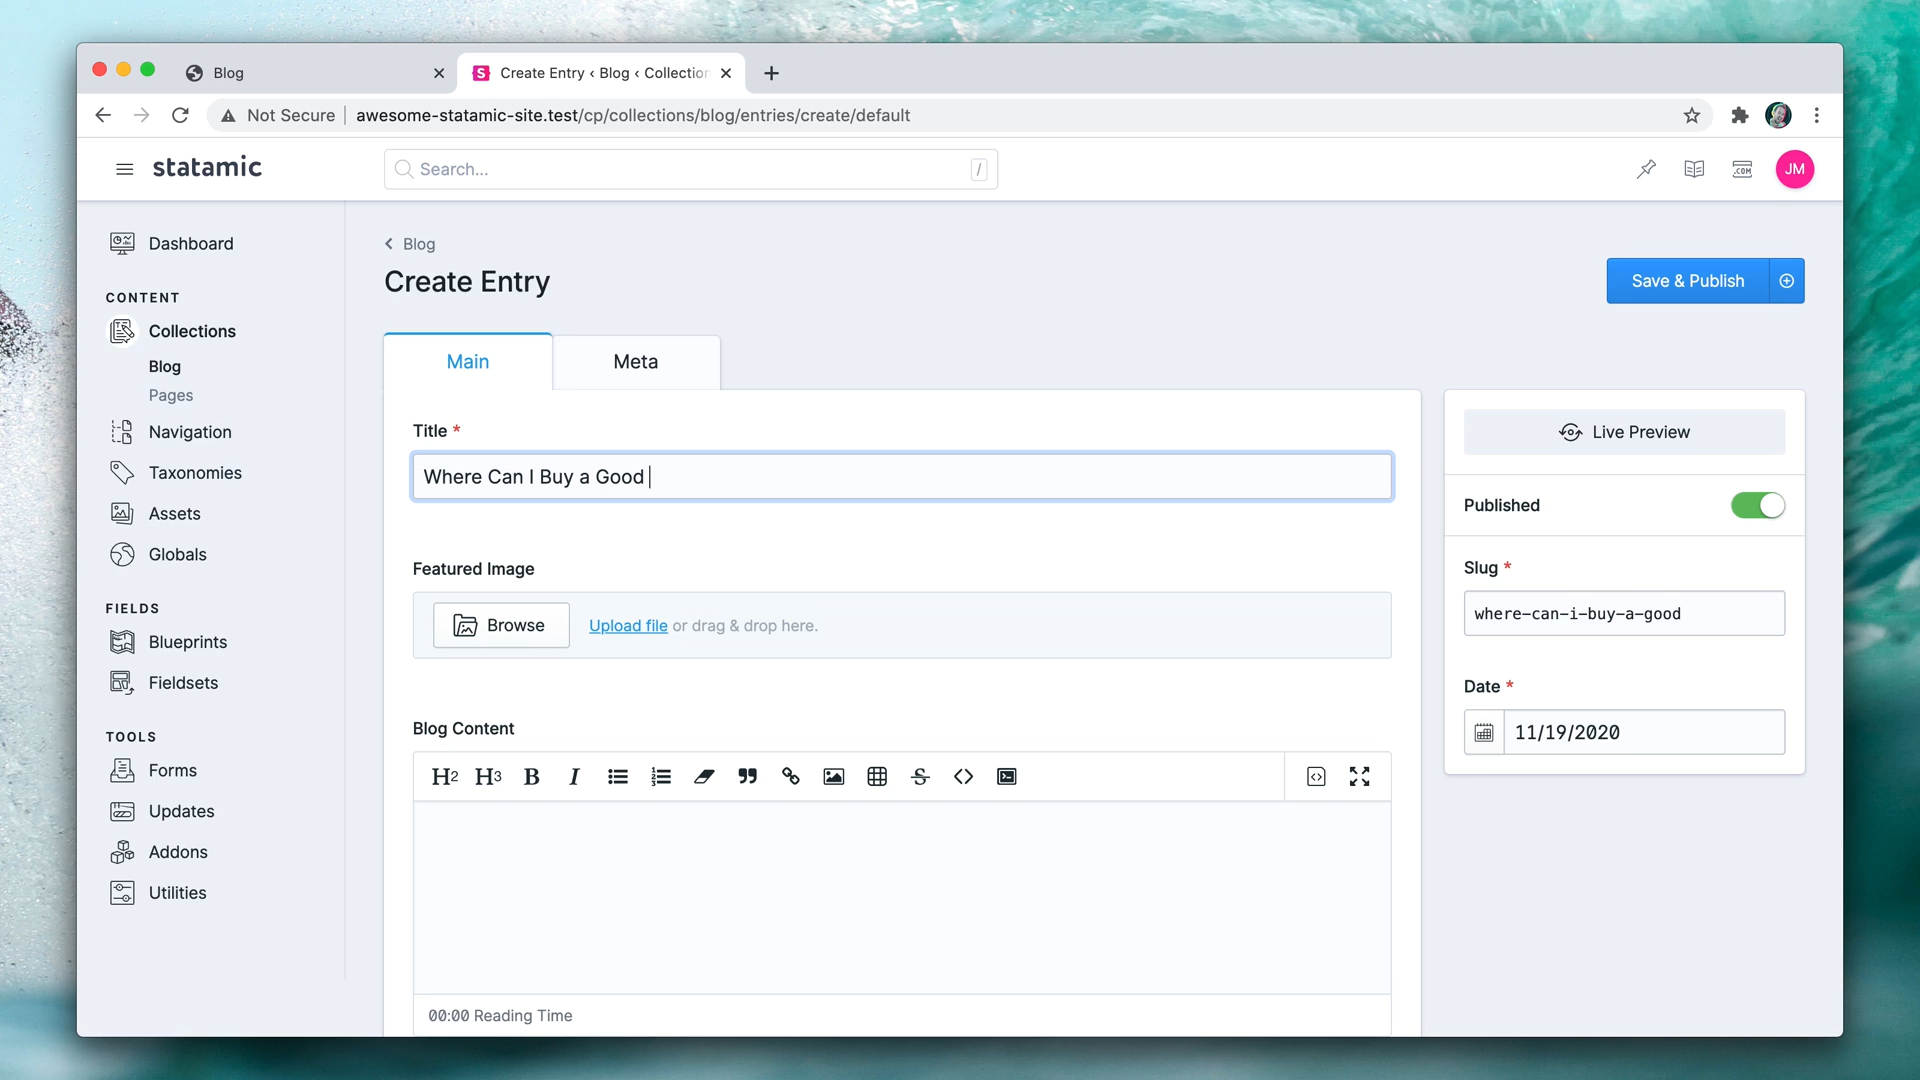 Blog
Create Entry ‹ Blog ‹ Collection
Not Secure
awesome-statamic-site.test/cp/collections/blog/entries/create/default
statamic
Search...
/
.COM
JM
Dashboard
CONTENT
Collections
Blog
Pages
Navigation
Taxonomies
Assets
Globals
FIELDS
Blueprints
Fieldsets
TOOLS
Forms
Updates
Addons
Utilities
Blog
Create Entry
Save & Publish
Main
Meta
Title *
Where Can I Buy a Good
Featured Image
Browse
Upload file or drag & drop here.
Blog Content
H2 H3 B I S
00:00 Reading Time
Live Preview
Published
Slug *
where-can-i-buy-a-good
Date *
11/19/2020